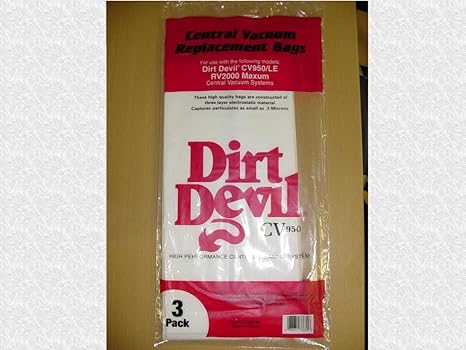 Central Vacuum
Replacement Bags
For use with the following models:
Dirt Devil® CV950/LE
RV2000 Maxum
Central Vacuum Systems
These high quality bags are constructed of
three layer electrostatic material.
Captures particulates as small as .3 Microns
Dirt
Devil
CV950
HIGH PERFORMANCE CENTRAL SYSTEM
3
Pack